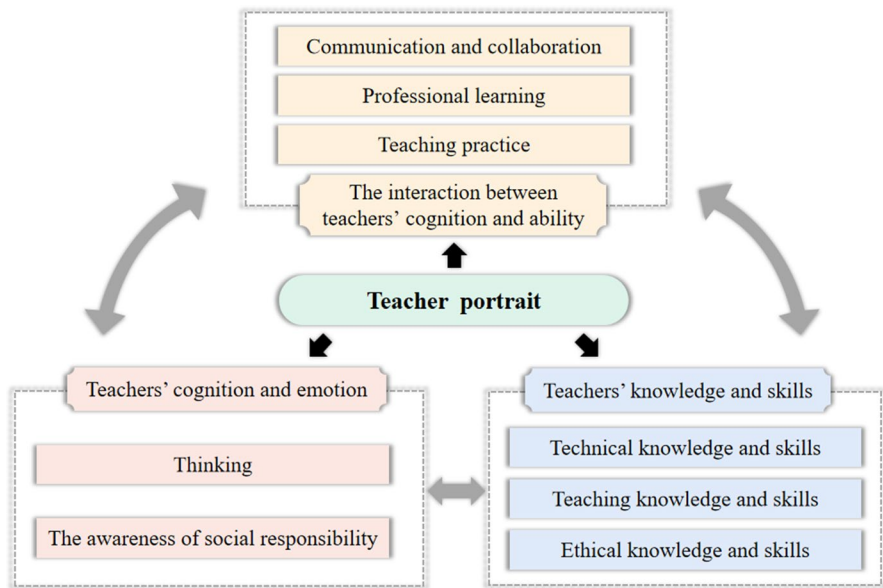 Communication and collaboration
Professional learning
Teaching practice
The interaction between
teachers’ cognition and ability
Teacher portrait
Teachers’ cognition and emotion
Thinking
The awareness of social responsibility
Teachers’ knowledge and skills
Technical knowledge and skills
Teaching knowledge and skills
Ethical knowledge and skills